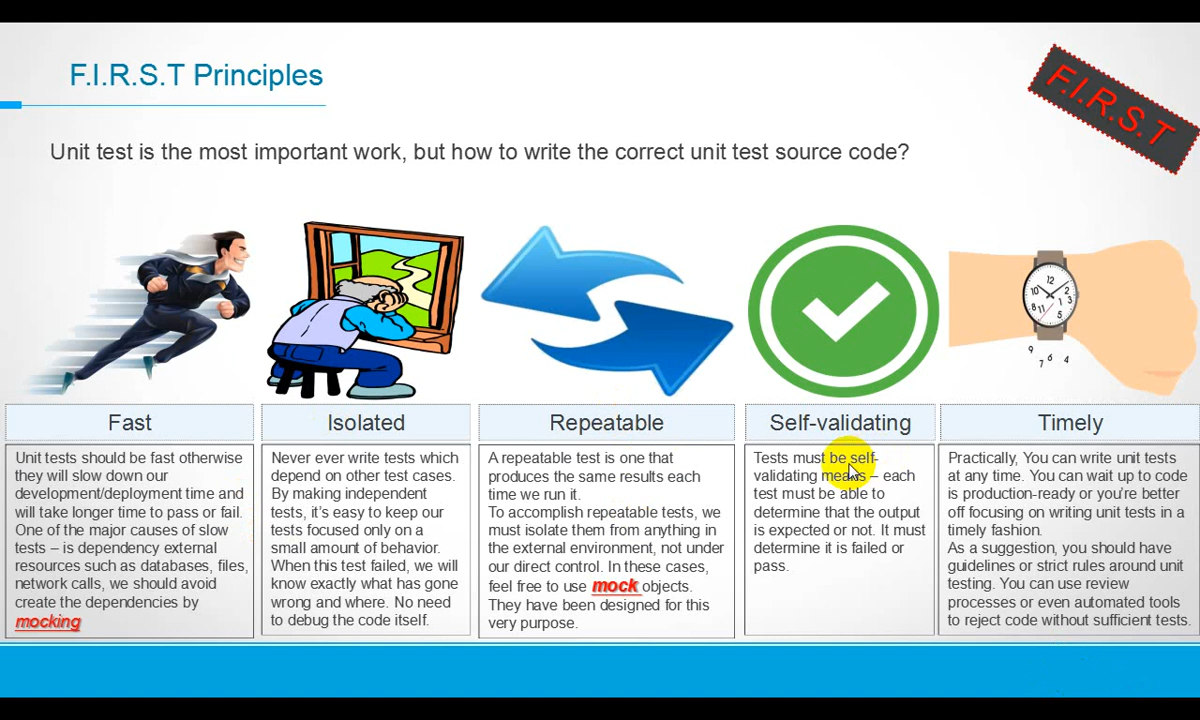 F.I.R.S.T Principles
F.I.R.S.T
Unit test is the most important work, but how to write the correct unit test source code?
12
10
2
3
8
11
1
5
9
7
6
4
Fast
Unit tests should be fast otherwise
they will slow down our
development/deployment time and
will take longer time to pass or fail.
One of the major causes of slow
tests – is dependency external
resources such as databases, files,
network calls, we should avoid
create the dependencies by
mocking
Isolated
Never ever write tests which
depend on other test cases.
By making independent
tests, it's easy to keep our
tests focused only on a
small amount of behavior.
When this test failed, we will
know exactly what has gone
wrong and where. No need
to debug the code itself.
Repeatable
A repeatable test is one that
produces the same results each
time we run it.
To accomplish repeatable tests, we
must isolate them from anything in
the external environment, not under
our direct control. In these cases,
feel free to use mock objects.
They have been designed for this
very purpose.
Self-validating
Tests must be self-
validating means – each
test must be able to
determine that the output
is expected or not. It must
determine it is failed or
pass.
Timely
Practically, You can write unit tests
at any time. You can wait up to code
is production-ready or you're better
off focusing on writing unit tests in a
timely fashion.
As a suggestion, you should have
guidelines or strict rules around unit
testing. You can use review
processes or even automated tools
to reject code without sufficient tests.